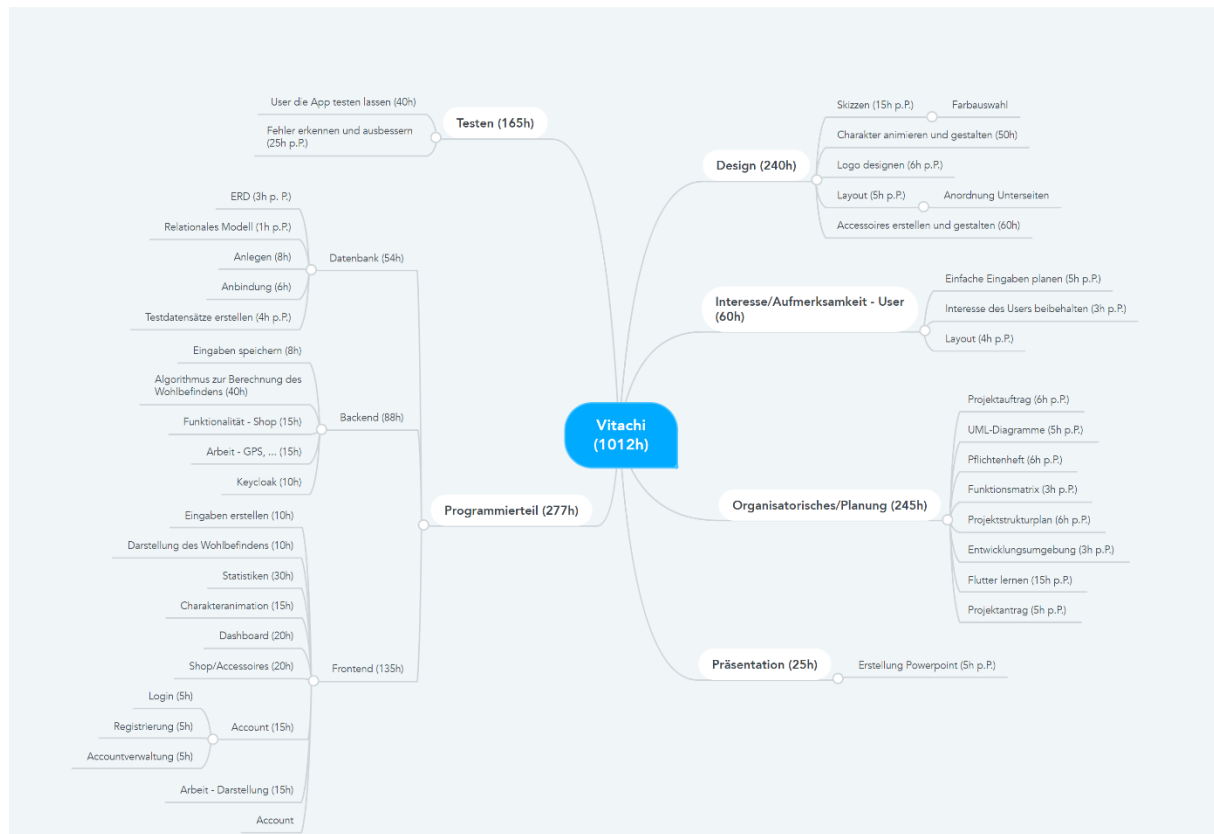 Vitachi
(1012h)
Testen (165h)
User die App testen lassen (40h)
Fehler erkennen und ausbessern
(25h p.P.)
Programmierteil (277h)
Datenbank (54h)
ERD (3h p. P.)
Relationales Modell (1h p.P.)
Anlegen (8h)
Anbindung (6h)
Testdatensätze erstellen (4h p.P.)
Backend (88h)
Eingaben speichern (8h)
Algorithmus zur Berechnung des
Wohlbefindens (40h)
Funktionalität - Shop (15h)
Arbeit - GPS, ... (15h)
Keycloak (10h)
Frontend (135h)
Eingaben erstellen (10h)
Darstellung des Wohlbefindens (10h)
Statistiken (30h)
Charakteranimation (15h)
Dashboard (20h)
Shop/Accessoires (20h)
Account (15h)
Login (5h)
Registrierung (5h)
Accountverwaltung (5h)
Arbeit - Darstellung (15h)
Account
Design (240h)
Skizzen (15h p.P.)
Farbauswahl
Charakter animieren und gestalten (50h)
Logo designen (6h p.P.)
Layout (5h p.P.)
Anordnung Unterseiten
Accessoires erstellen und gestalten (60h)
Interesse/Aufmerksamkeit - User
(60h)
Einfache Eingaben planen (5h p.P.)
Interesse des Users beibehalten (3h p.P.)
Layout (4h p.P.)
Organisatorisches/Planung (245h)
Projektauftrag (6h p.P.)
UML-Diagramme (5h p.P.)
Pflichtenheft (6h p.P.)
Funktionsmatrix (3h p.P.)
Projektstrukturplan (6h p.P.)
Entwicklungsumgebung (3h p.P.)
Flutter lernen (15h p.P.)
Projektantrag (5h p.P.)
Präsentation (25h)
Erstellung Powerpoint (5h p.P.)